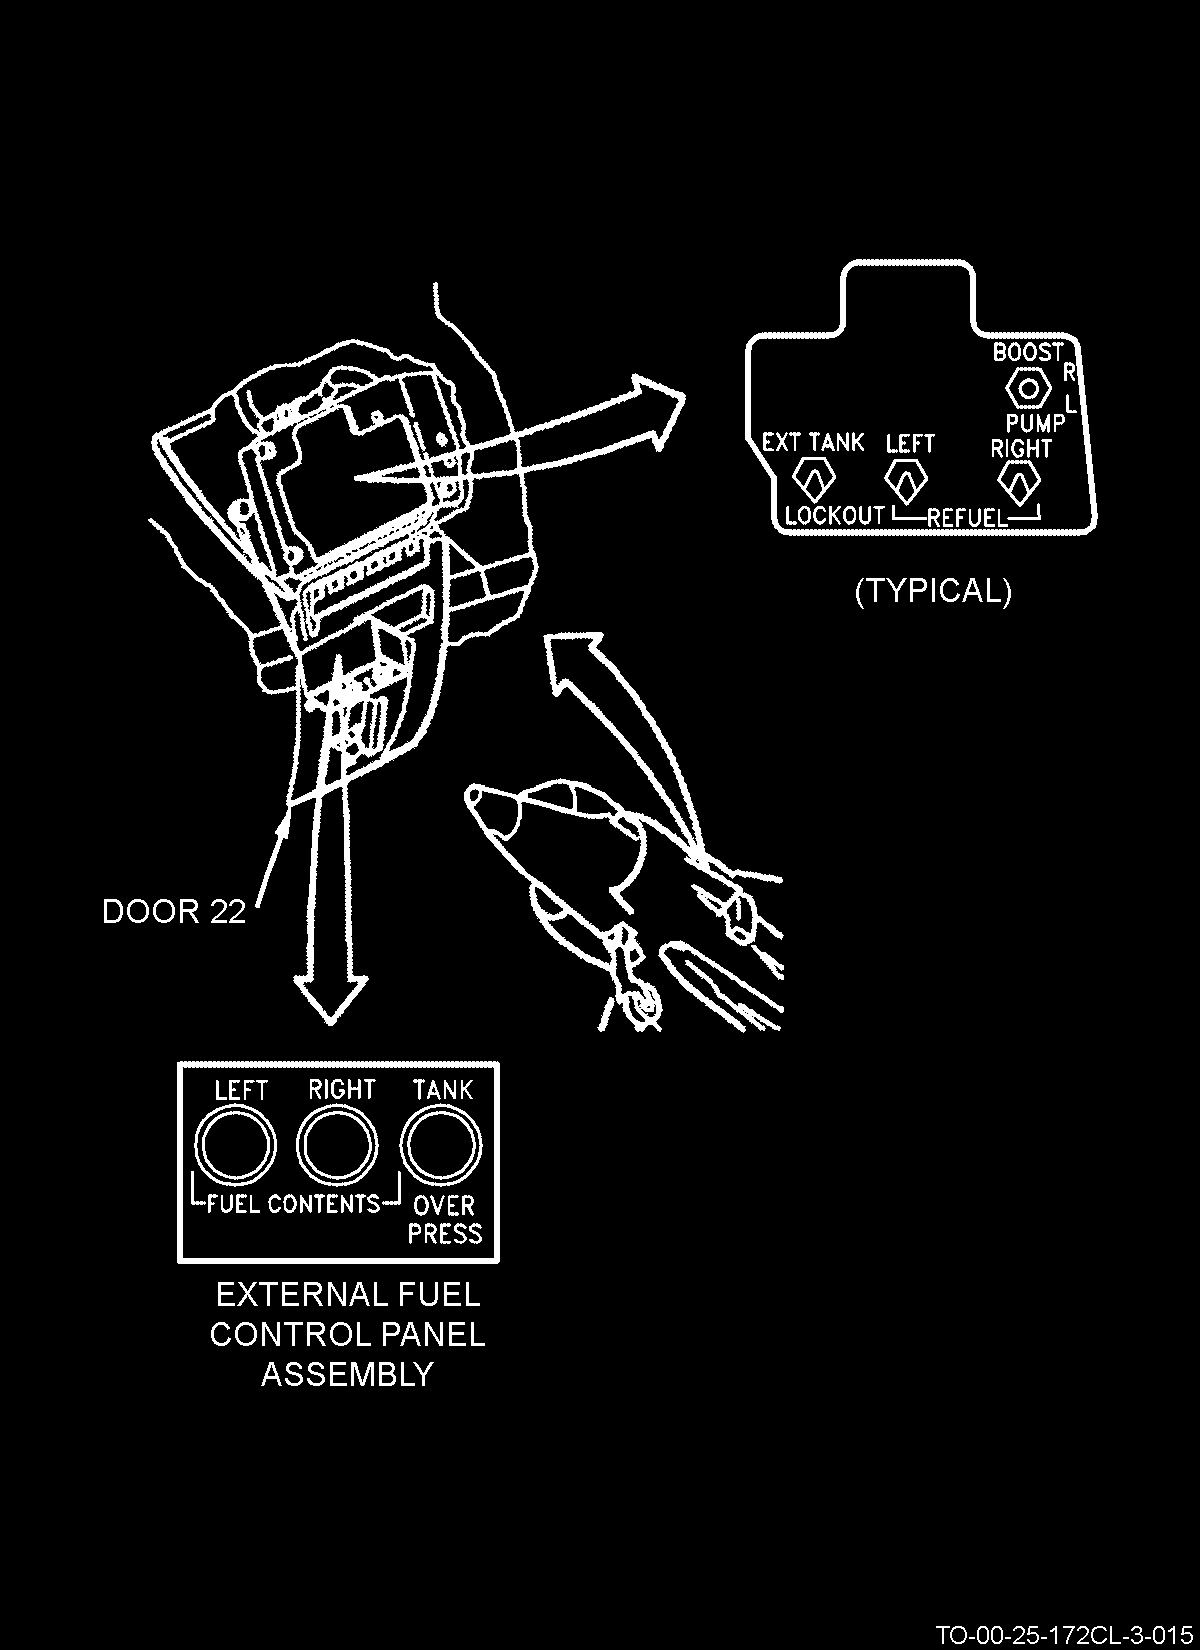 BOOST
R
L
PUMP
EXT TANK LEFT RIGHT
LOCKOUT REFUEL
(TYPICAL)
DOOR 22
LEFT RIGHT TANK
FUEL CONTENTS OVER
PRESS
EXTERNAL FUEL
CONTROL PANEL
ASSEMBLY
TO-00-25-172CL-3-015